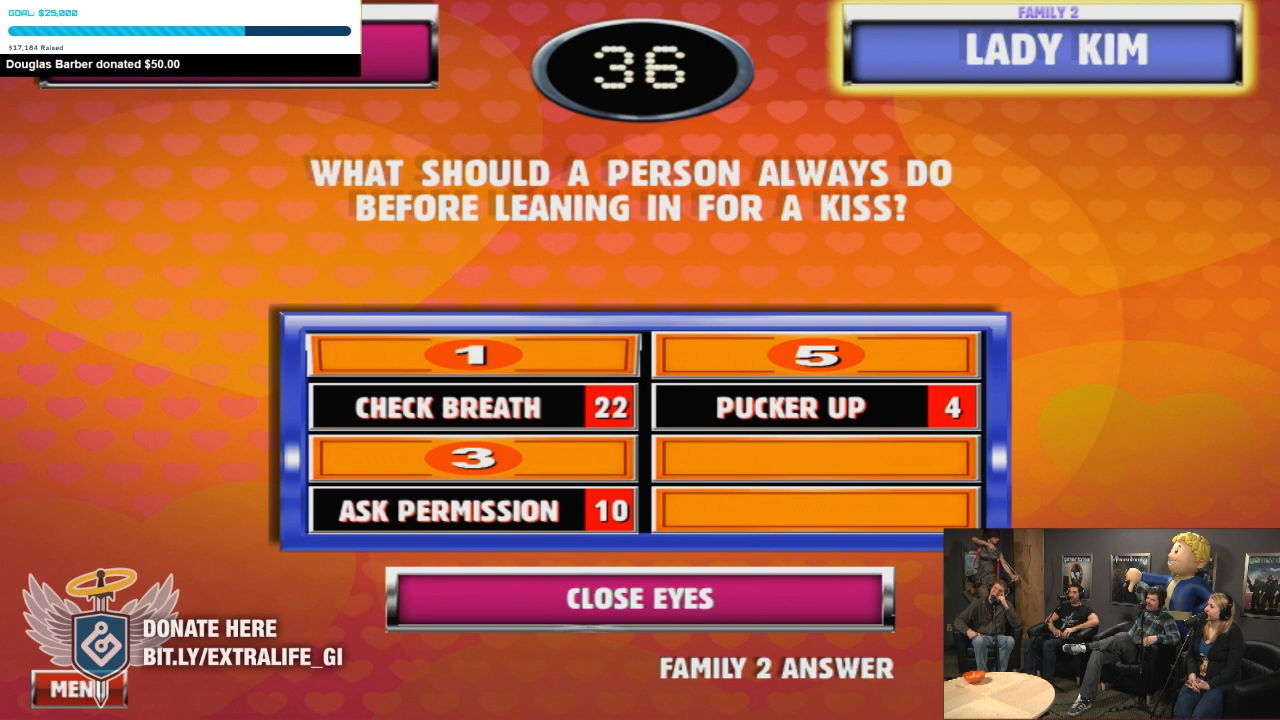 GOAL: $25,000
$17,184 Raised
Douglas Barber donated $50.00
36
FAMILY 2
LADY KIM
WHAT SHOULD A PERSON ALWAYS DO
BEFORE LEANING IN FOR A KISS?
1
CHECK BREATH 22
3
ASK PERMISSION 10
5
PUCKER UP 4
CLOSE EYES
FAMILY 2 ANSWER
DONATE HERE
BIT.LY/EXTRALIFE_GI
MENU